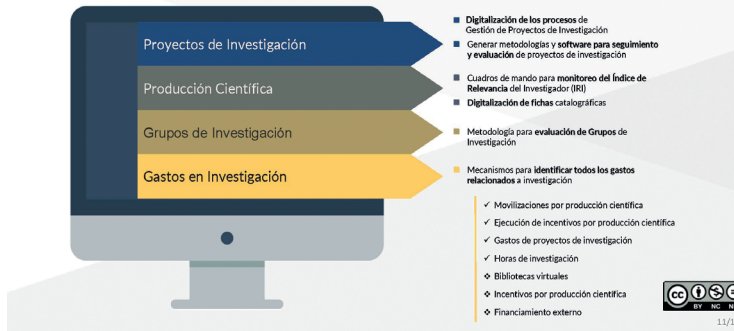 Proyectos de Investigación
Digitalización de los procesos de
Gestión de Proyectos de Investigación
Generar metodologías y software para seguimiento
y evaluación de proyectos de investigación
Producción Científica
Cuadros de mando para monitoreo del Índice de
Relevancia del Investigador (IRI)
Digitalización de fichas catalográficas
Grupos de Investigación
Metodología para evaluación de Grupos de
Investigación
Gastos en Investigación
Mecanismos para identificar todos los gastos
relacionados a investigación
Movilizaciones por producción científica
Ejecución de incentivos por producción científica
Gastos de proyectos de investigación
Horas de investigación
Bibliotecas virtuales
Incentivos por producción científica
Financiamiento externo
cc
BY NC N
11/1